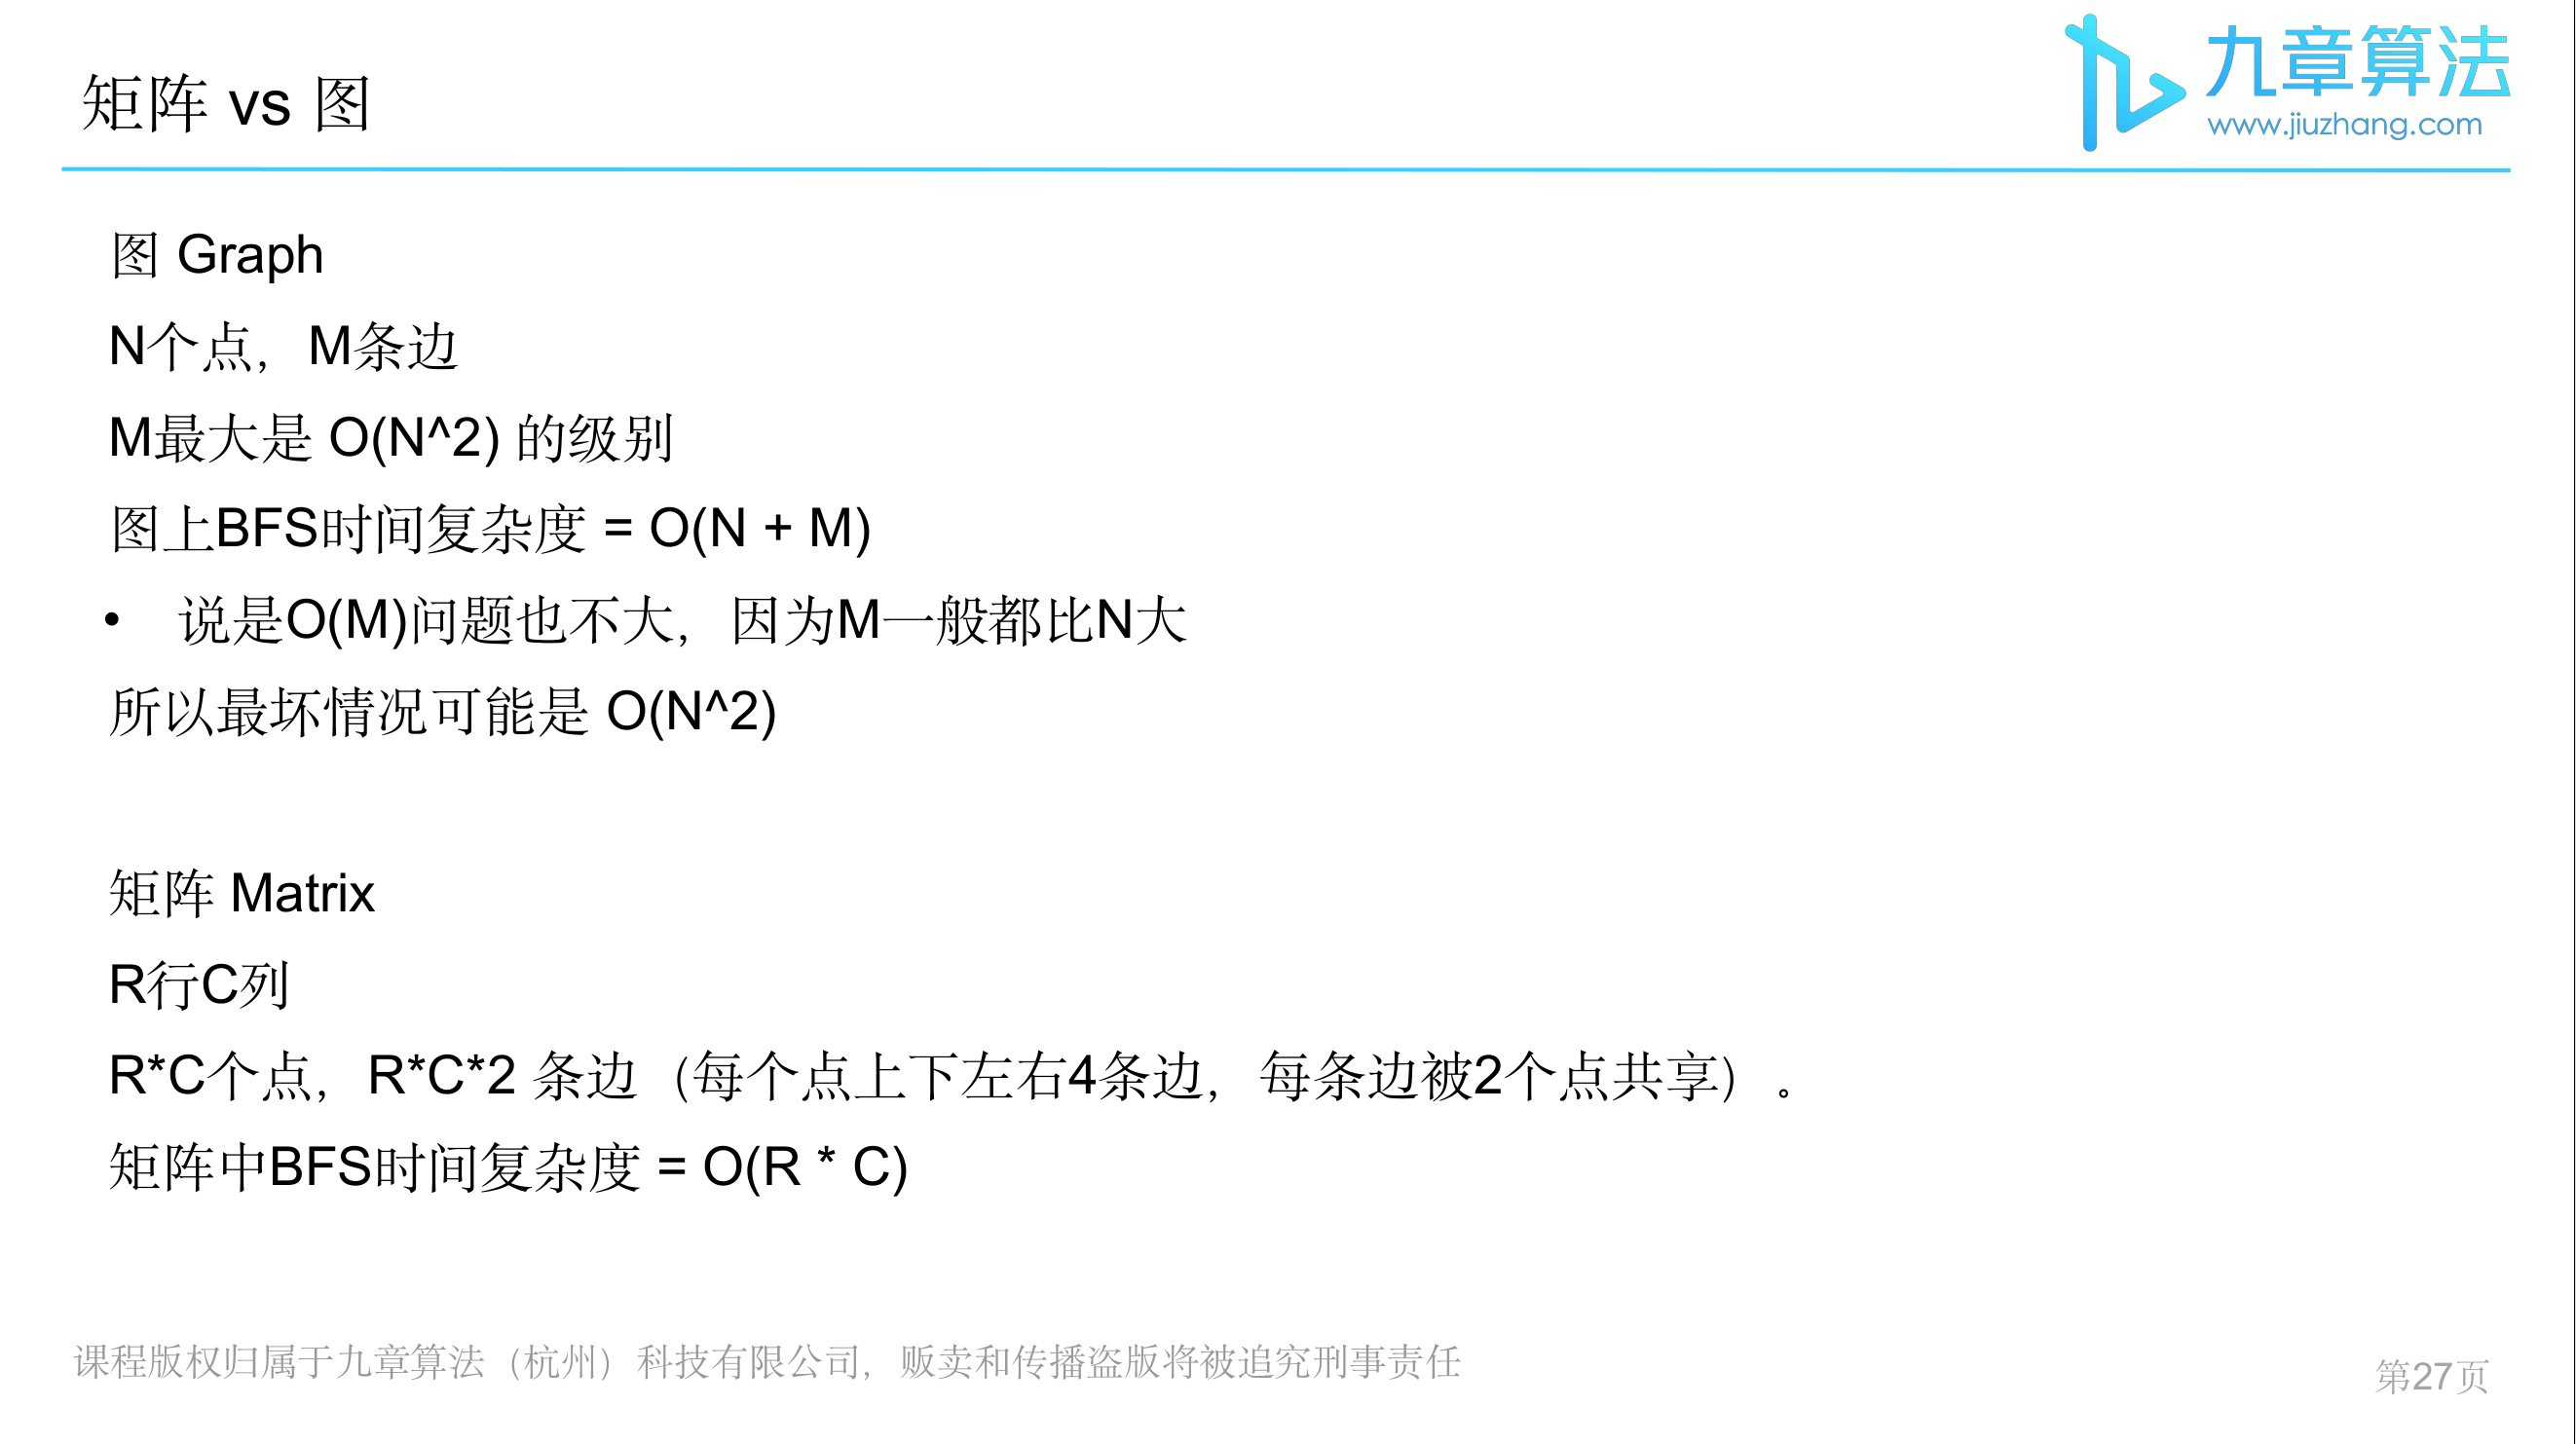 矩阵 vs 图
九章算法
www.jiuzhang.com
图 Graph
N个点，M条边
M最大是 O(N^2) 的级别
图上BFS时间复杂度 = O(N + M)
• 说是O(M)问题也不大，因为M一般都比N大
所以最坏情况可能是 O(N^2)
矩阵 Matrix
R行C列
R*C个点，R*C*2 条边（每个点上下左右4条边，每条边被2个点共享）。
矩阵中BFS时间复杂度 = O(R * C)
课程版权归属于九章算法（杭州）科技有限公司，贩卖和传播盗版将被追究刑事责任
第27页